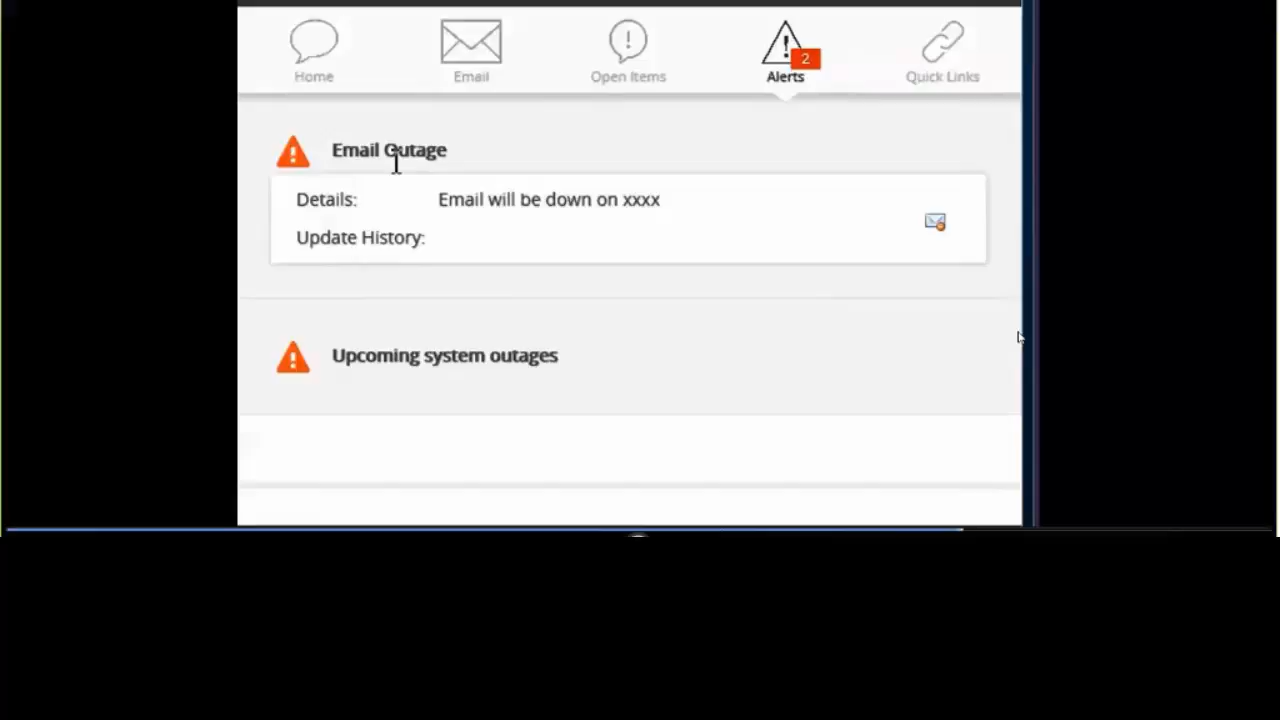 Home Email Open Items Alerts 2 Quick Links
Email Outage
Details: Email will be down on xxxx
Update History:
Upcoming system outages